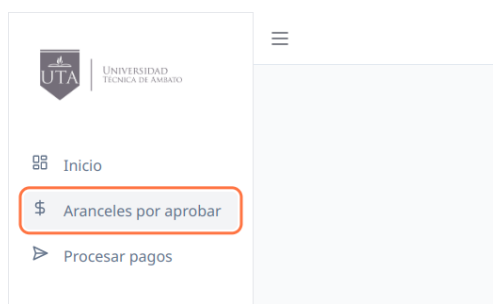 UTA
UNIVERSIDAD
TÉCNICA DE AMBATO
Inicio
Aranceles por aprobar
Procesar pagos